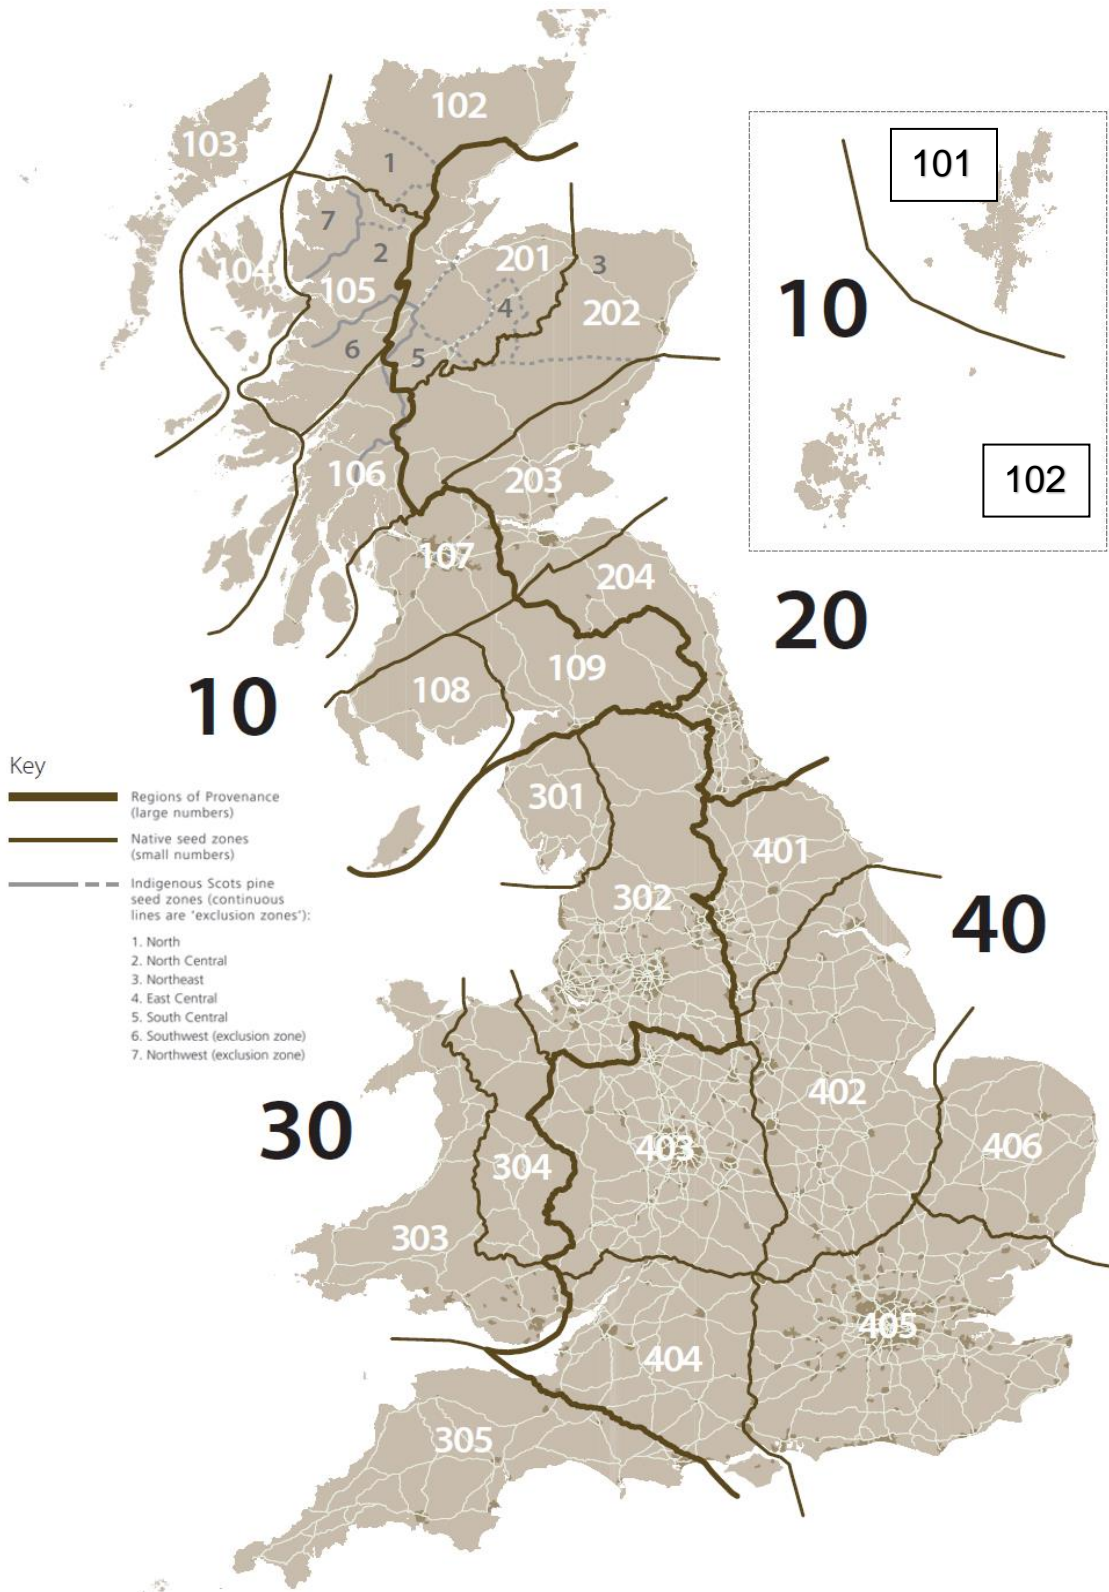 102
103
101
1
7
201
2
3
104
105
10
4
202
6
5
106
203
102
107
204
20
109
108
10
Key
Regions of Provenance
(large numbers)
Native seed zones
(small numbers)
Indigenous Scots pine
seed zones (continuous
lines are 'exclusion zones'):
1. North
2. North Central
3. Northeast
4. East Central
5. South Central
6. Southwest (exclusion zone)
7. Northwest (exclusion zone)
301
401
302
40
402
30
403
406
304
303
405
404
305